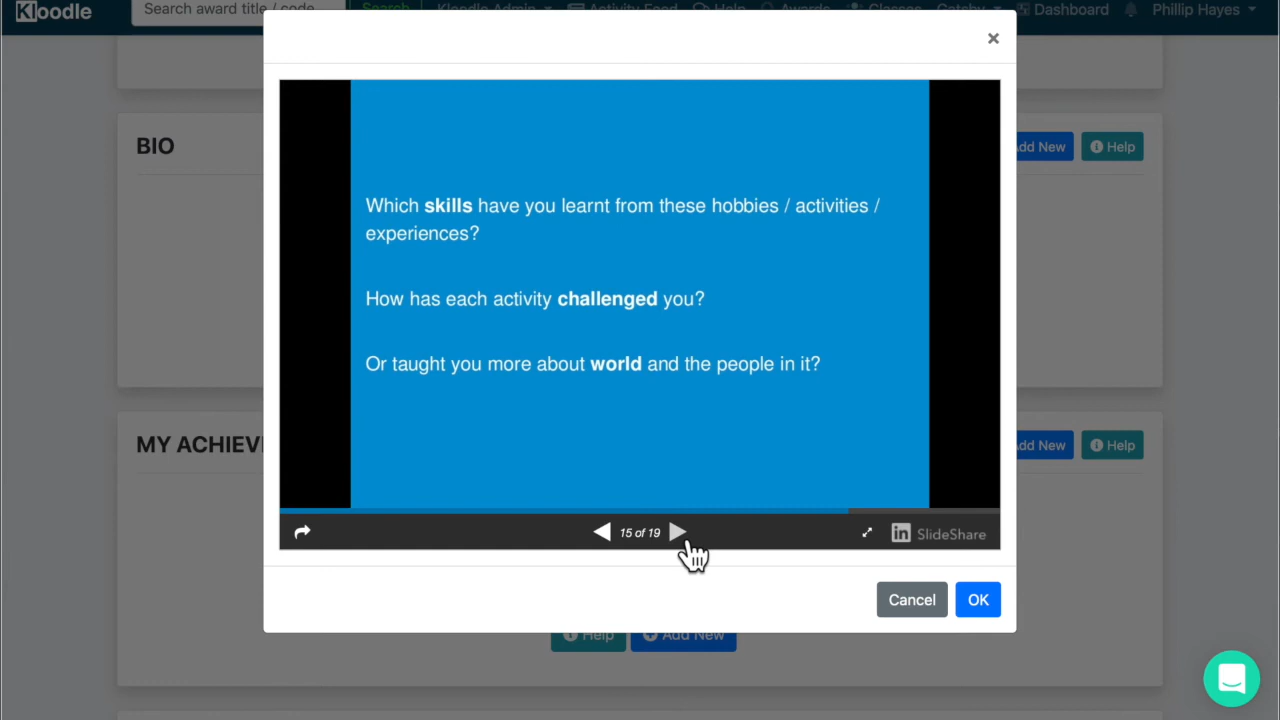 Kloodle
Search award title / code
Search
Kloodle Admin
Activity Feed
Help
Awards
Classes
Gatsby
Dashboard
Phillip Hayes
×
BIO
Add New
Help
Which skills have you learnt from these hobbies / activities /
experiences?
How has each activity challenged you?
Or taught you more about world and the people in it?
MY ACHIEV
Add New
Help
15 of 19
in SlideShare
Cancel
OK
Help
Add New